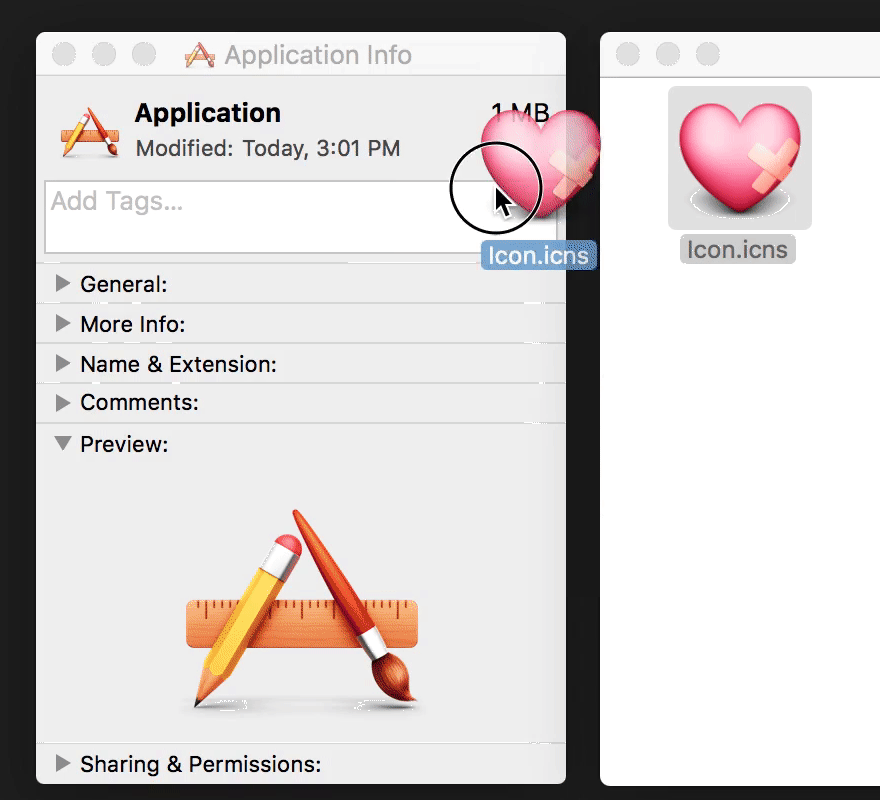 Application Info
Application 1 MB
Modified: Today, 3:01 PM
Add Tags...
Icon.icns
Icon.icns
General:
More Info:
Name & Extension:
Comments:
Preview:
Sharing & Permissions: